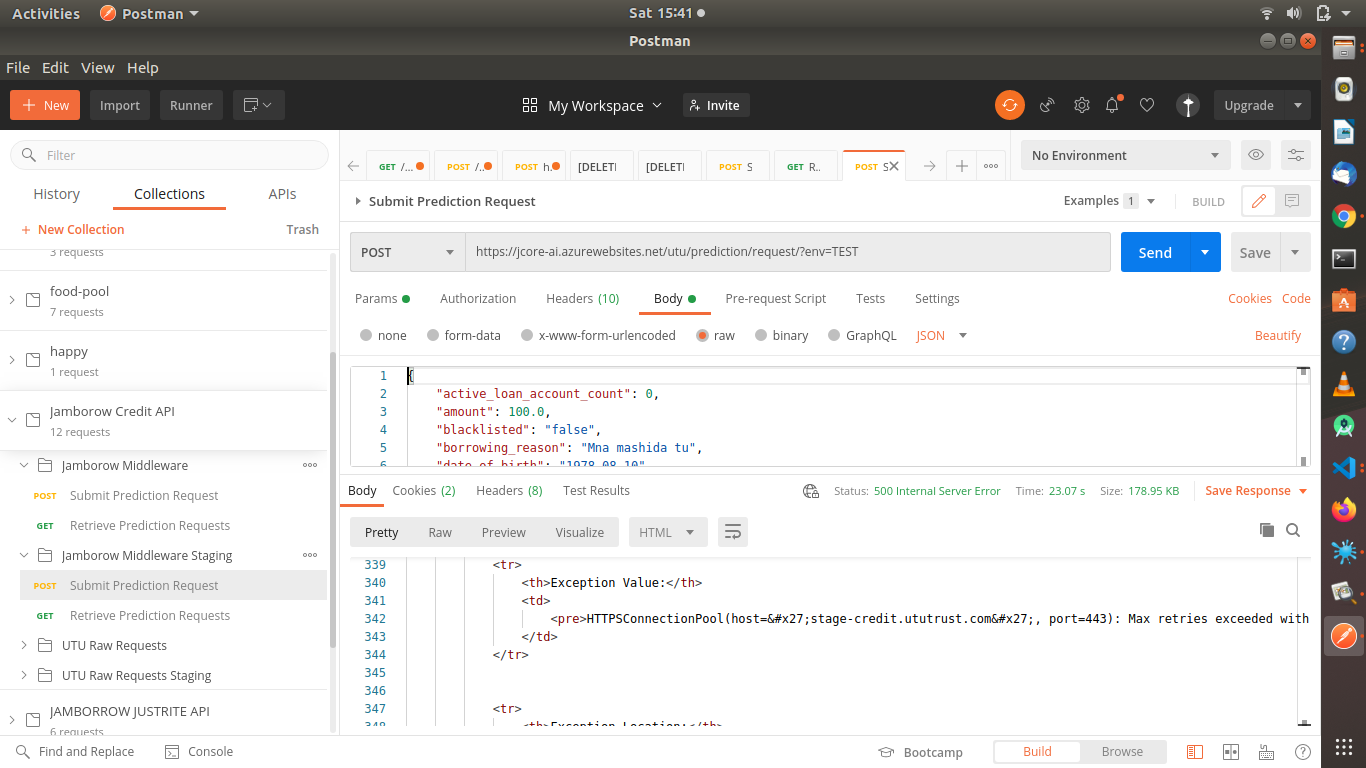 Activities Postman Sat 15:41
Postman
File Edit View Help
New Import Runner My Workspace Invite Upgrade
Filter
History Collections APIs
+ New Collection Trash
3 requests
food-pool
7 requests
happy
1 request
Jamborow Credit API
12 requests
Jamborow Middleware
POST Submit Prediction Request
GET Retrieve Prediction Requests
Jamborow Middleware Staging
POST Submit Prediction Request
GET Retrieve Prediction Requests
UTU Raw Requests
UTU Raw Requests Staging
JAMBORROW JUSTRITE API
6 requests
GET /... POST /.. POST h. [DELETI [DELETI POST S GET R.. POST S No Environment
Submit Prediction Request Examples 1 BUILD
POST https://jcore-ai.azurewebsites.net/utu/prediction/request/?env=TEST Send Save
Params Authorization Headers (10) Body Pre-request Script Tests Settings Cookies Code
none form-data x-www-form-urlencoded raw binary GraphQL JSON Beautify
1 {
2 "active_loan_account_count": 0,
3 "amount": 100.0,
4 "blacklisted": "false",
5 "borrowing_reason": "Mna mashida tu",
6 "date_of_birth": "1978-08-10"
Body Cookies (2) Headers (8) Test Results Status: 500 Internal Server Error Time: 23.07 s Size: 178.95 KB Save Response
Pretty Raw Preview Visualize HTML
339 <tr>
340 <th>Exception Value:</th>
341 <td>
342 <pre>HTTPSConnectionPool(host=&#x27;stage-credit.ututrust.com&#x27;, port=443): Max retries exceeded with
343 </td>
344 </tr>
345
346
347 <tr>
348 <th>Exception Location:</th>
Find and Replace Console Bootcamp Build Browse